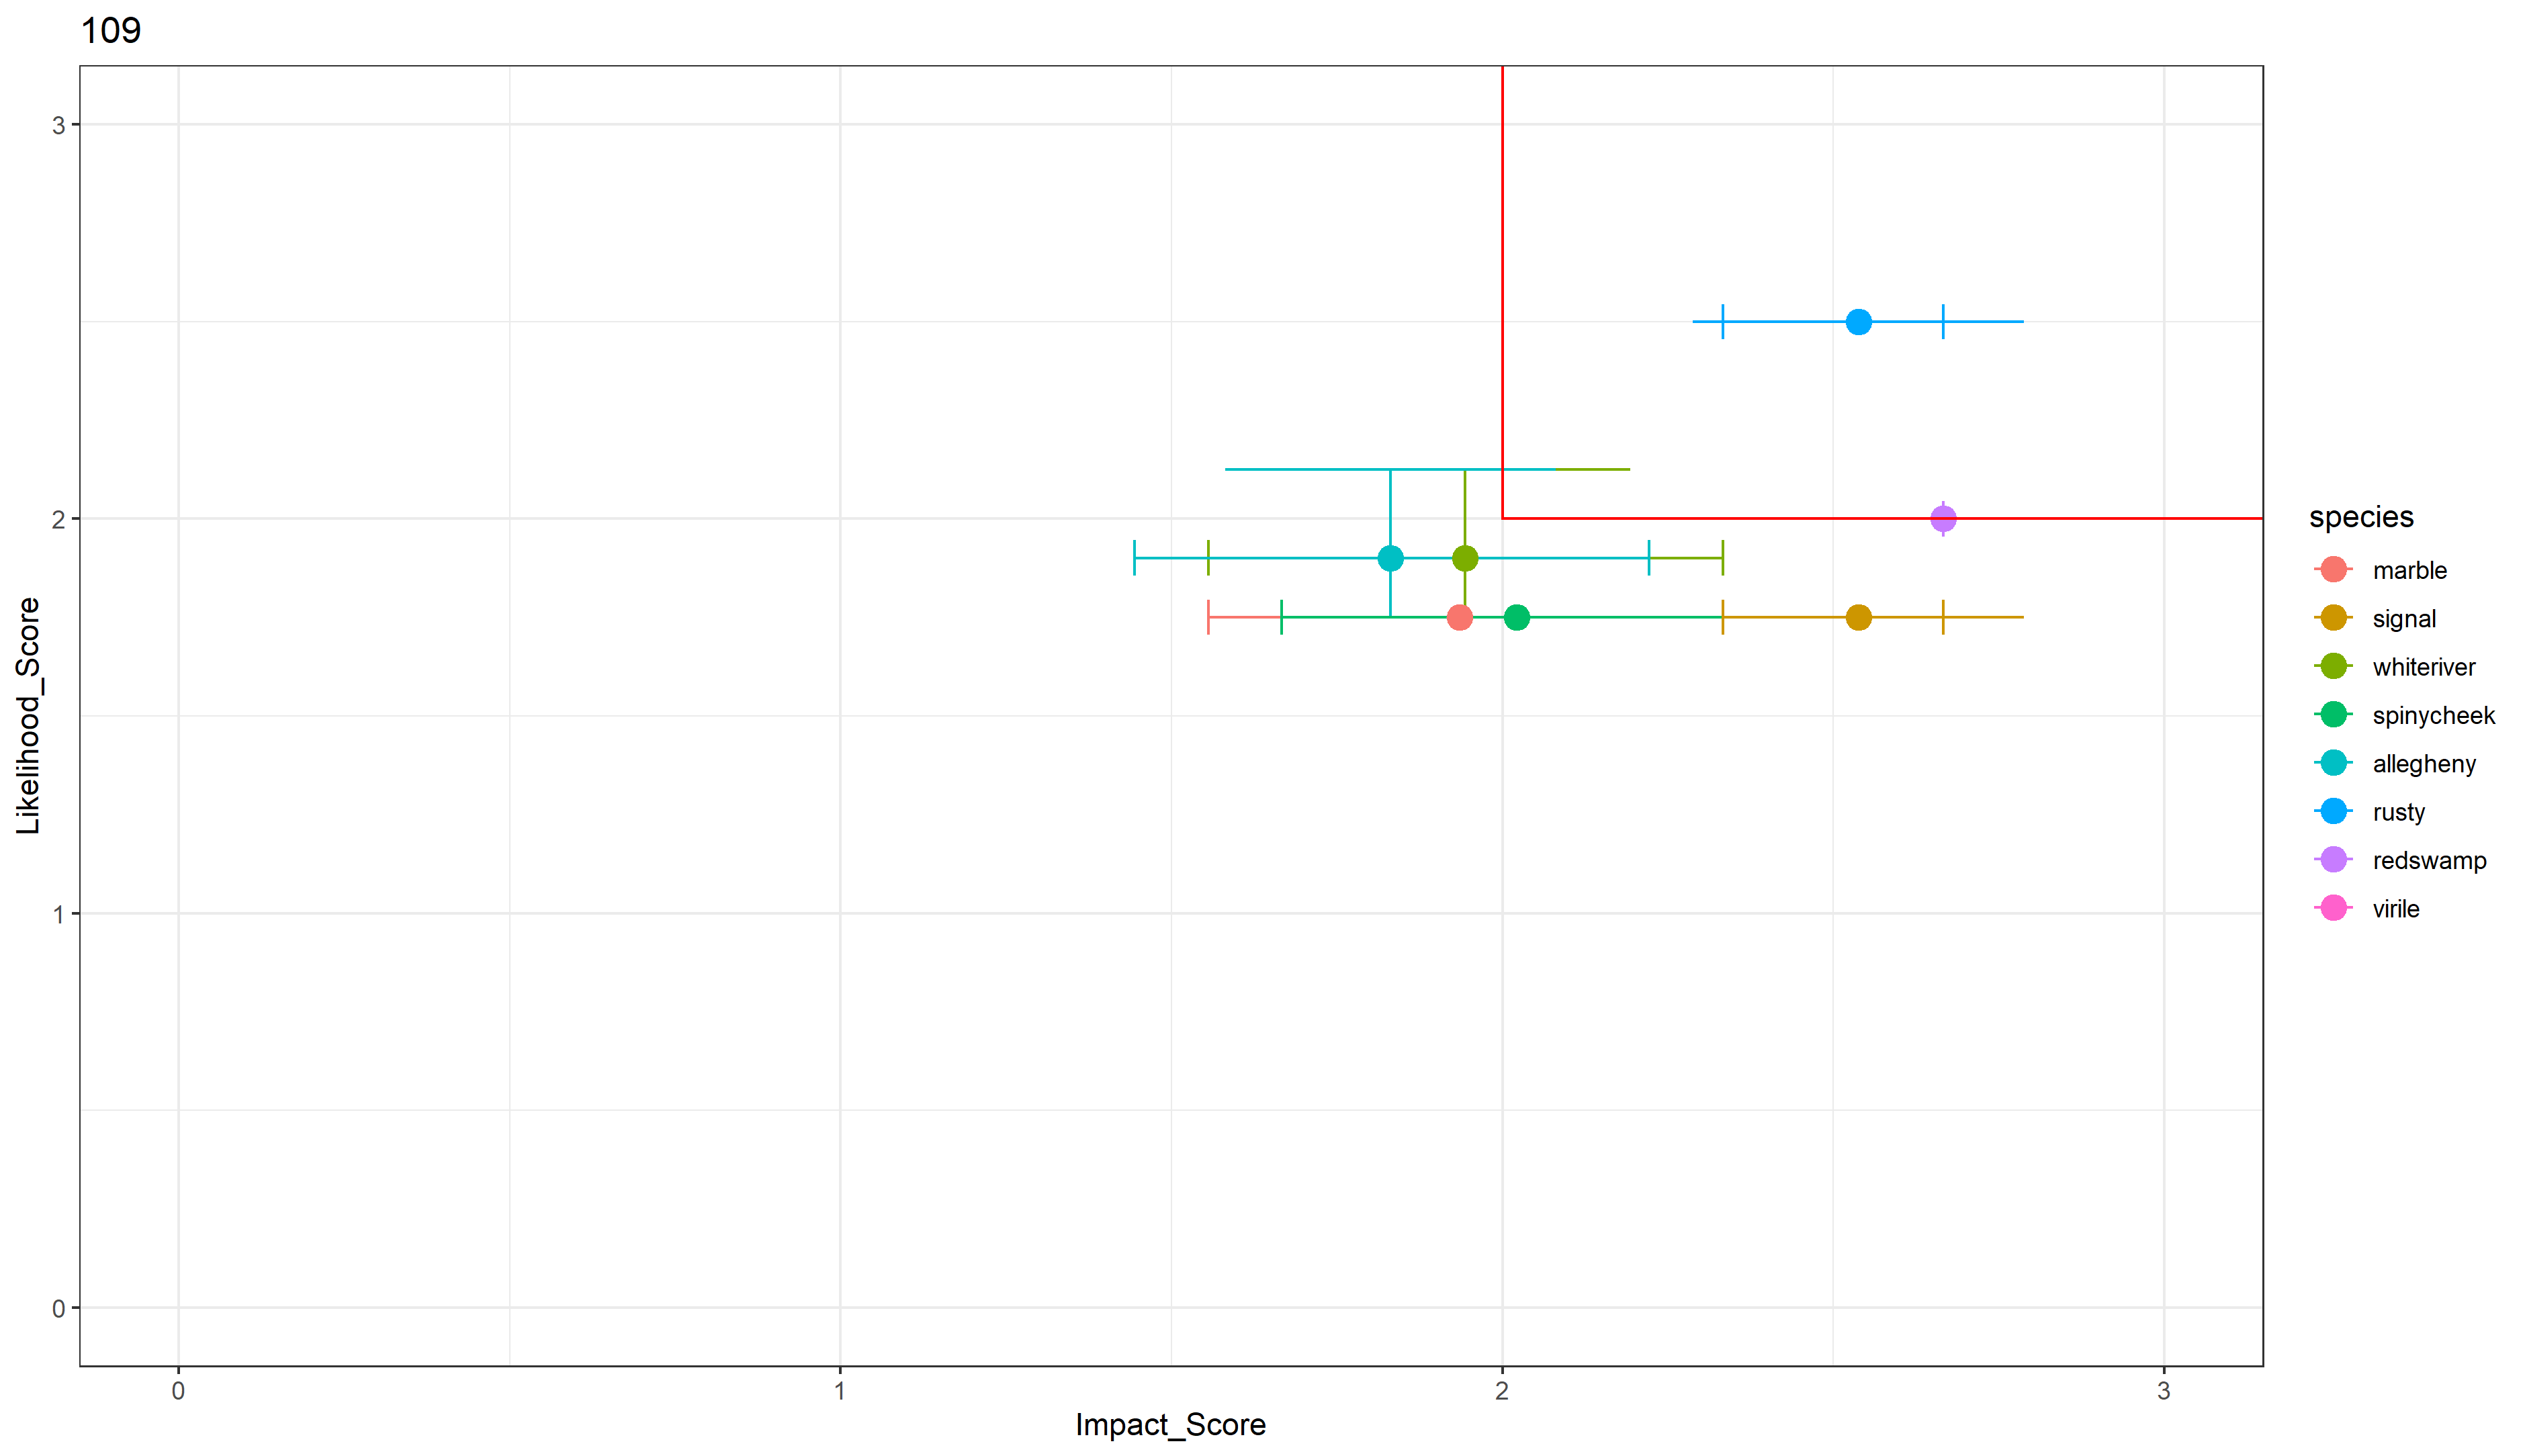 109
Likelihood_Score
3
2
1
0
0 1 2 3
Impact_Score
species
marble
signal
whiteriver
spinycheek
allegheny
rusty
redswamp
virile